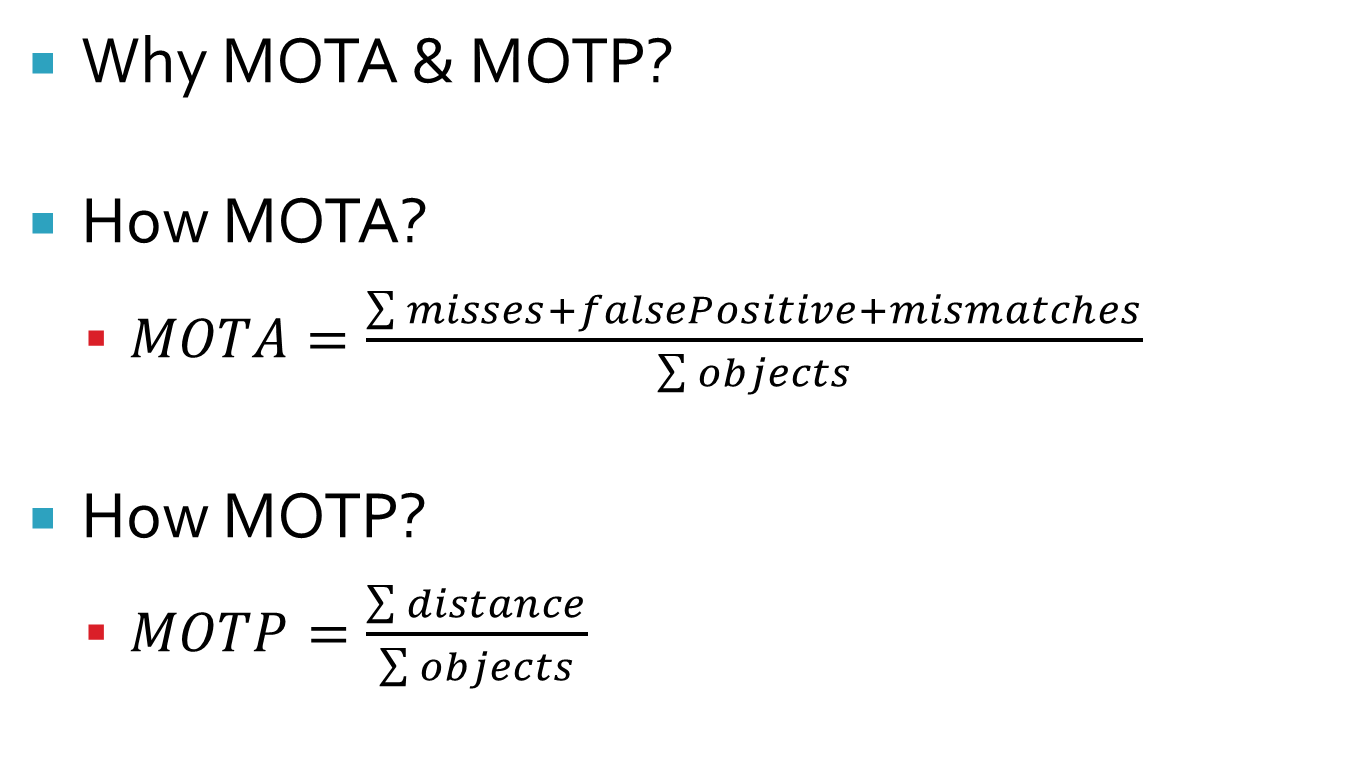 Why MOTA & MOTP?
How MOTA?
MOTA = ∑ misses+falsePositive+mismatches / ∑ objects
How MOTP?
MOTP = ∑ distance / ∑ objects